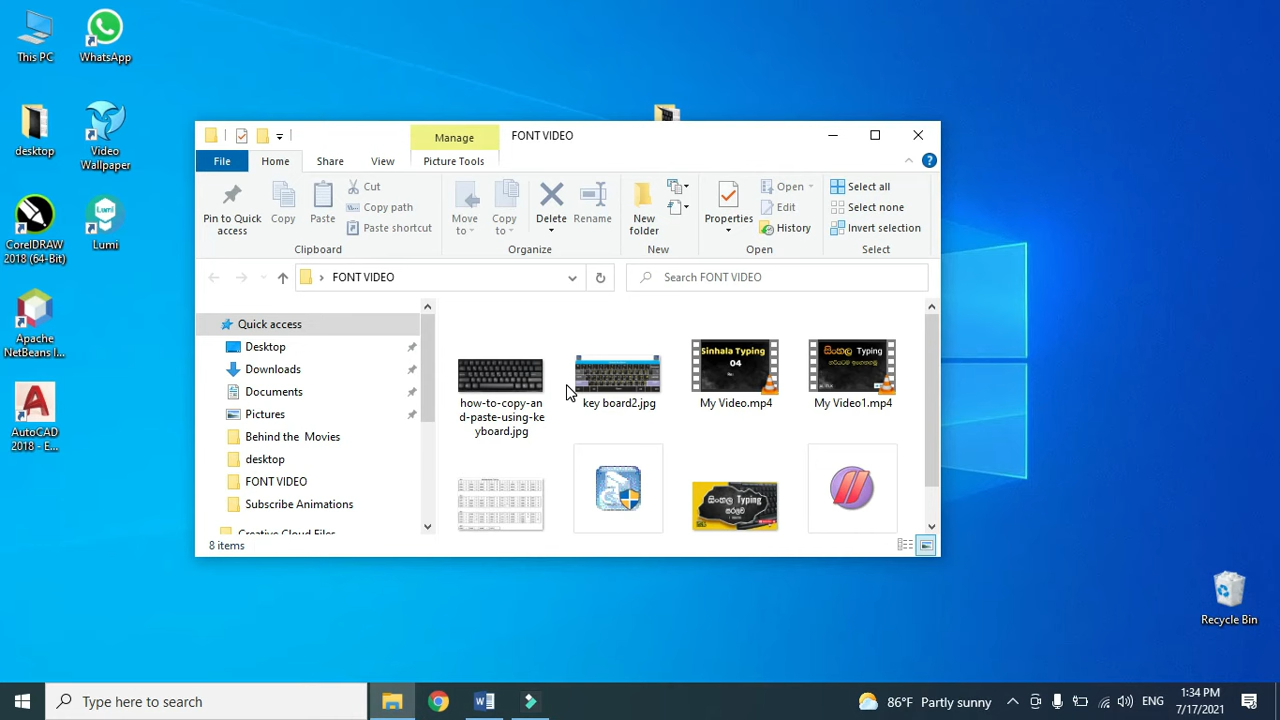 This PC
WhatsApp
desktop
Video
Wallpaper
CorelDRAW
2018 (64-Bit)
Lumi
Apache
NetBeans I...
AutoCAD
2018 - E...
Manage
FONT VIDEO
File
Home
Share
View
Picture Tools
Pin to Quick
access
Copy
Paste
Cut
Copy path
Paste shortcut
Clipboard
Move
to
Copy
to
Delete
Rename
Organize
New
folder
New
Properties
Open
Edit
History
Open
Select all
Select none
Invert selection
Select
FONT VIDEO
Search FONT VIDEO
Quick access
Desktop
Downloads
Documents
Pictures
Behind the Movies
desktop
FONT VIDEO
Subscribe Animations
Creative Cloud Files
how-to-copy-an
d-paste-using-ke
yboard.jpg
key board2.jpg
Sinhala Typing
04
My Video.mp4
සිංහල Typing
My Video1.mp4
සිංහල Typing
සරලව
8 items
Recycle Bin
Type here to search
86°F Partly sunny
ENG
1:34 PM
7/17/2021